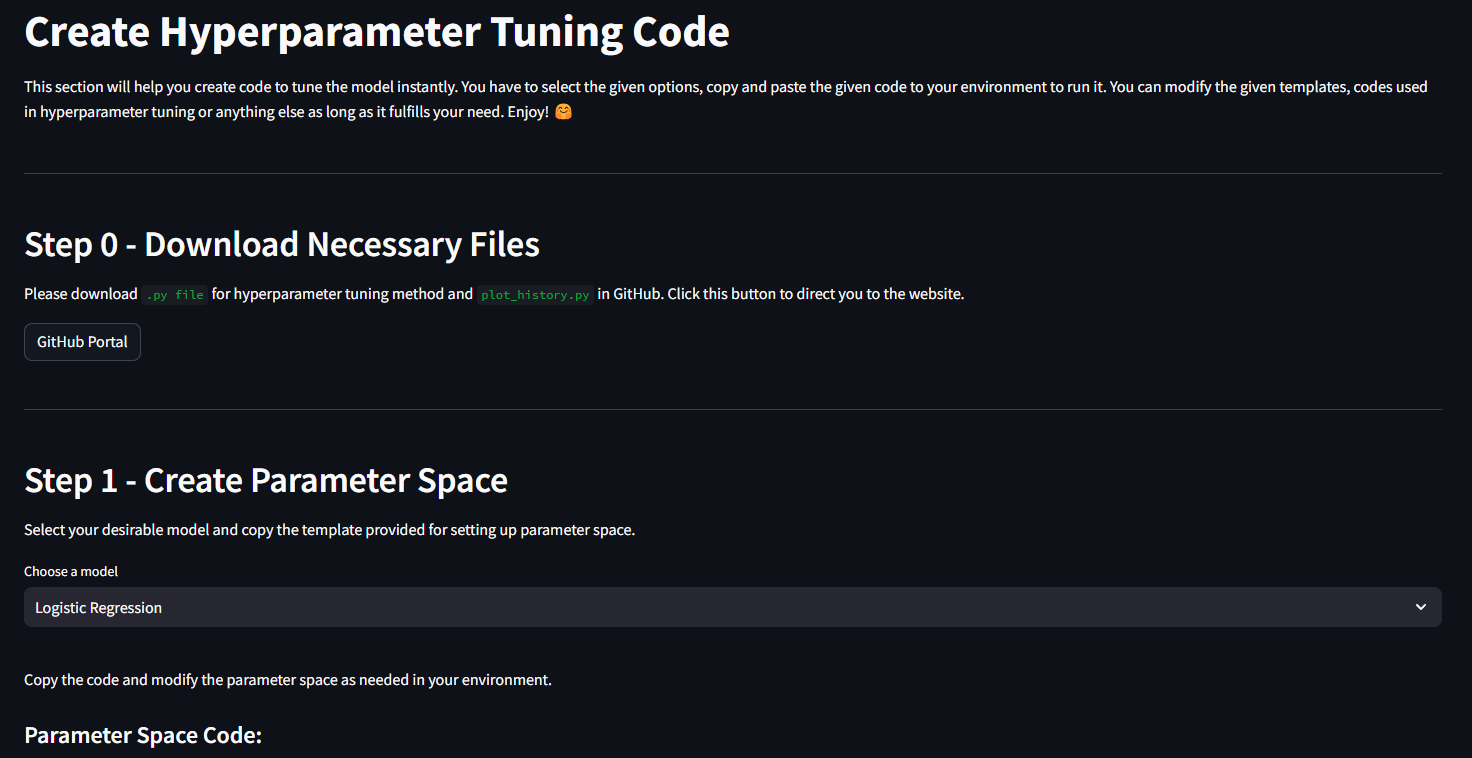 Create Hyperparameter Tuning Code
This section will help you create code to tune the model instantly. You have to select the given options, copy and paste the given code to your environment to run it. You can modify the given templates, codes used
in hyperparameter tuning or anything else as long as it fulfills your need. Enjoy! 🤗
Step 0 - Download Necessary Files
Please download .py file for hyperparameter tuning method and plot_history.py in GitHub. Click this button to direct you to the website.
GitHub Portal
Step 1 - Create Parameter Space
Select your desirable model and copy the template provided for setting up parameter space.
Choose a model
Logistic Regression
Copy the code and modify the parameter space as needed in your environment.
Parameter Space Code: